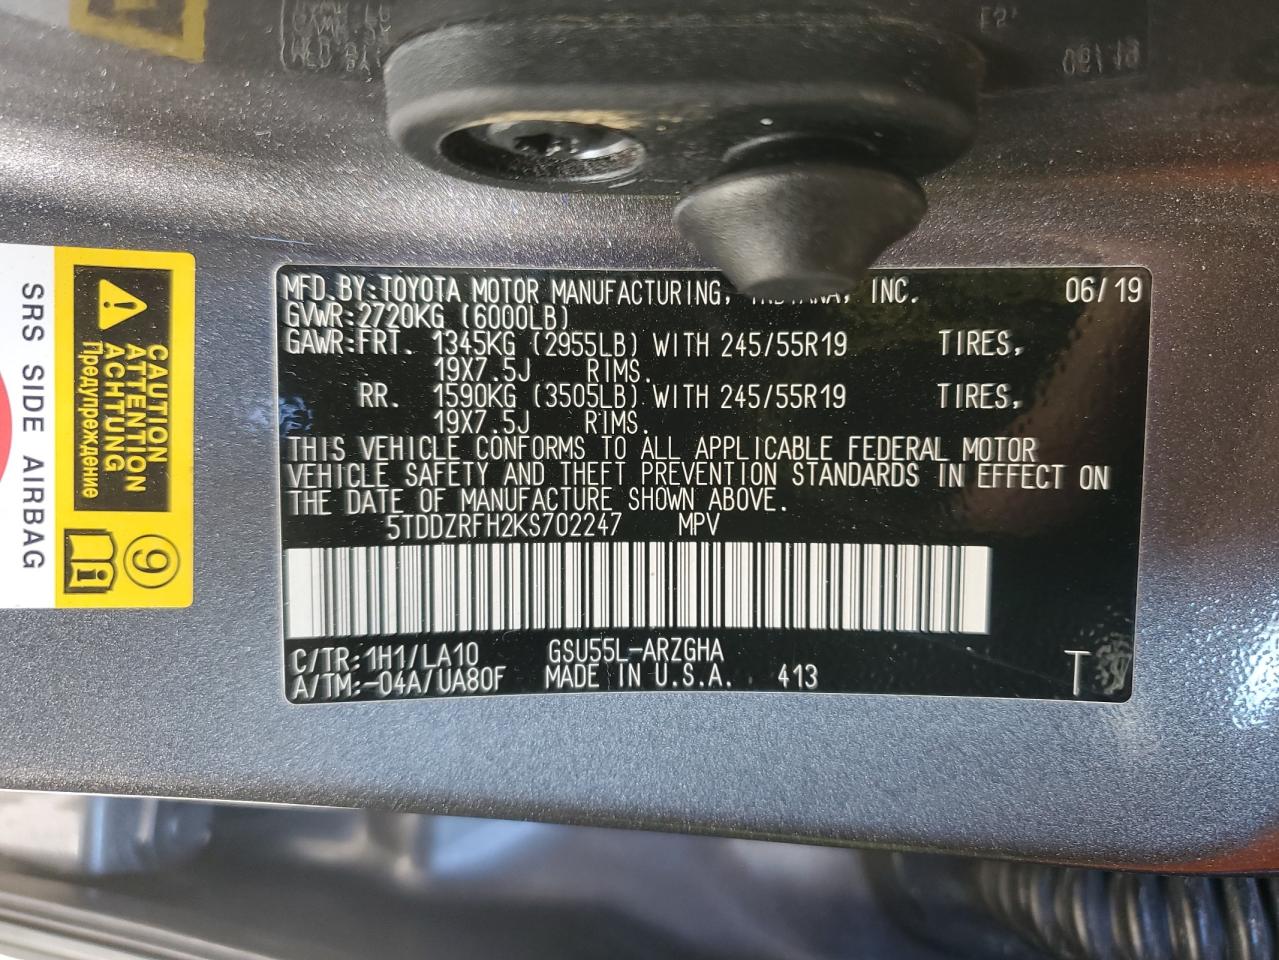 MFD.BY:TOYOTA MOTOR MANUFACTURING, INDIANA, INC. 06/19
GVWR:2720KG (6000LB)
GAWR:FRT. 1345KG (2955LB) WITH 245/55R19 TIRES,
19X7.5J RIMS.
RR. 1590KG (3505LB) WITH 245/55R19 TIRES,
19X7.5J RIMS.
THIS VEHICLE CONFORMS TO ALL APPLICABLE FEDERAL MOTOR
VEHICLE SAFETY AND THEFT PREVENTION STANDARDS IN EFFECT ON
THE DATE OF MANUFACTURE SHOWN ABOVE.
5TDDZRFH2KS702247 MPV
C/TR:1H1/LA10 GSU55L-ARZGHA
A/TM:-04A/UA80F MADE IN U.S.A. 413 T
CAUTION
ATTENTION
ACHTUNG
Предупреждение
9
SRS SIDE AIRBAG